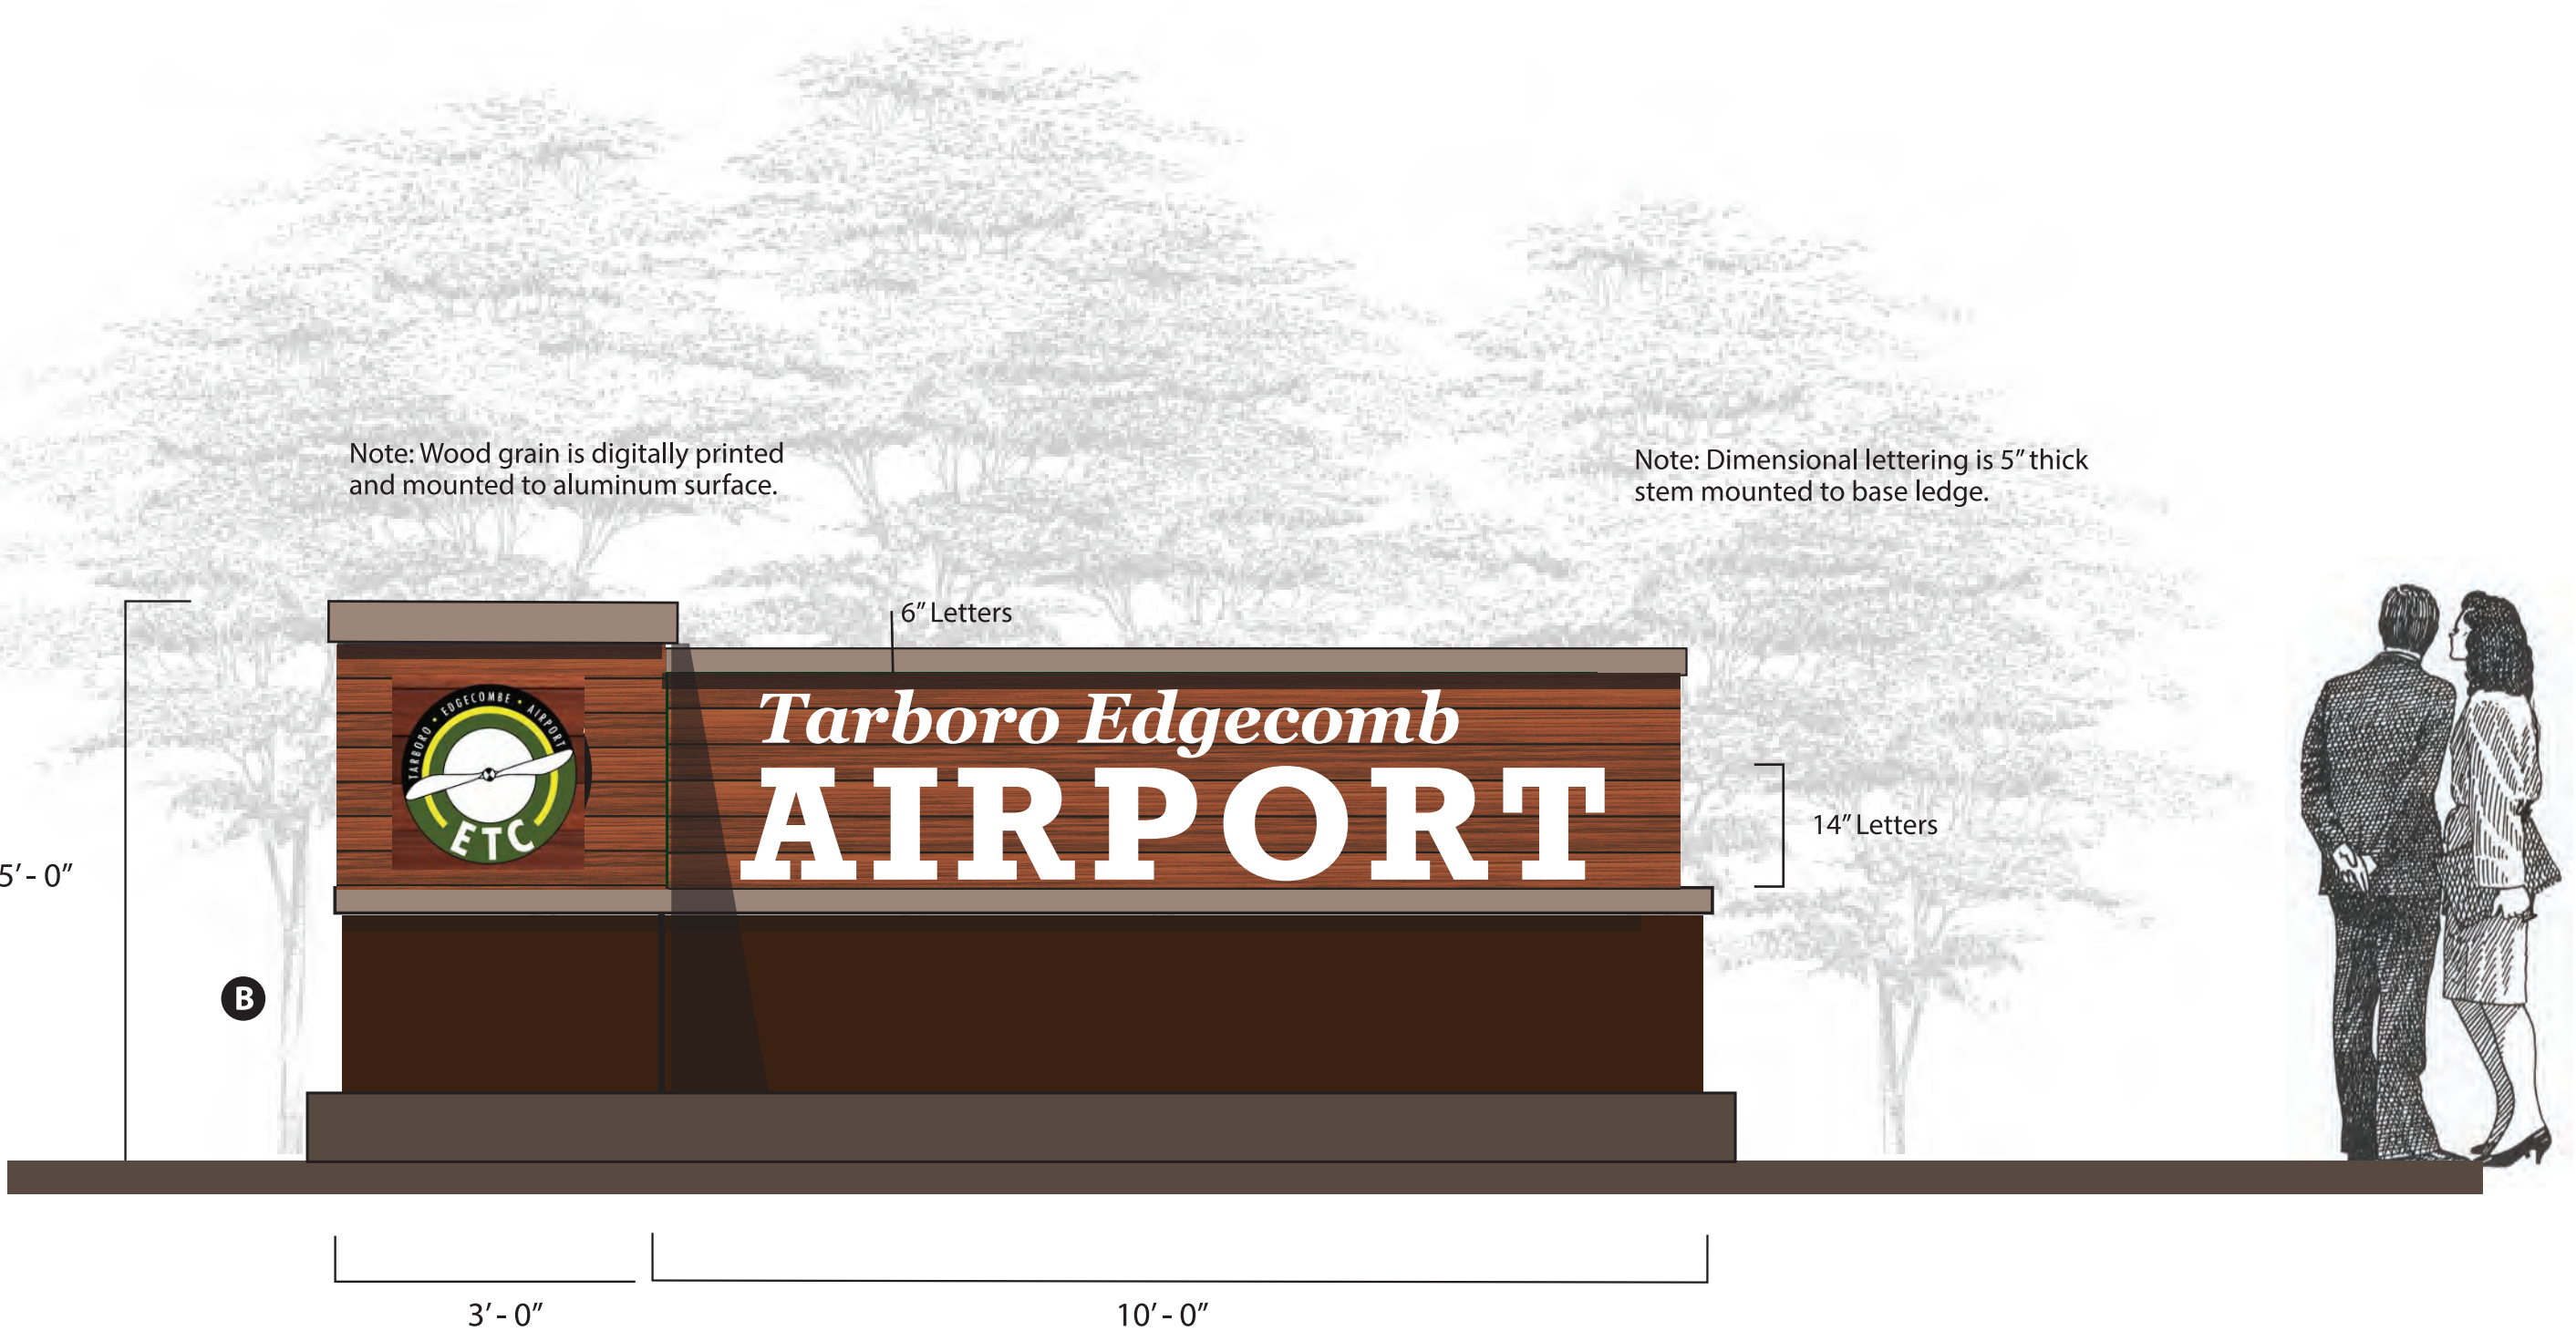 Note: Wood grain is digitally printed
and mounted to aluminum surface.
Note: Dimensional lettering is 5” thick
stem mounted to base ledge.
6” Letters
TARBORO • EDGECOMBE • AIRPORT
ETC
Tarboro Edgecomb
AIRPORT
14” Letters
5’ - 0”
B
3’ - 0”
10’ - 0”